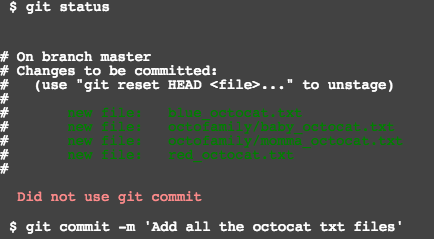 $ git status
# On branch master
# Changes to be committed:
#   (use "git reset HEAD <file>..." to unstage)
#
#       new file:   blue_octocat.txt
#       new file:   octofamily/baby_octocat.txt
#       new file:   octofamily/momma_octocat.txt
#       new file:   red_octocat.txt
#
Did not use git commit
$ git commit -m 'Add all the octocat txt files'